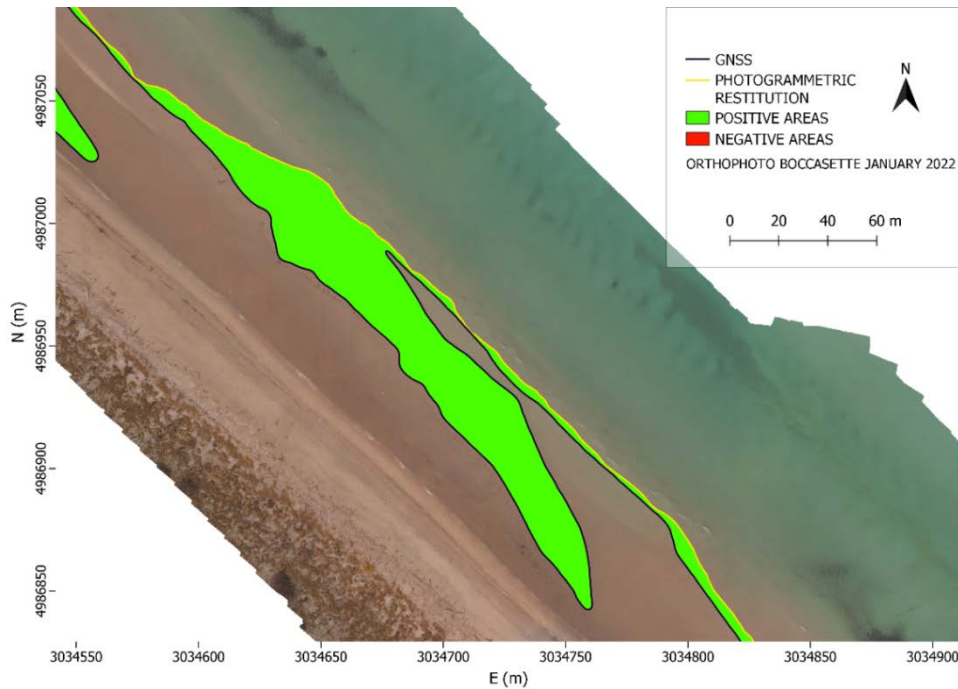 GNSS
PHOTOGRAMMETRIC
RESTITUTION
POSITIVE AREAS
NEGATIVE AREAS
ORTHOPHOTO BOCCASETTE JANUARY 2022
N
0 20 40 60 m
N (m)
4987050
4987000
4986950
4986900
4986850
3034550 3034600 3034650 3034700 3034750 3034800 3034850 3034900
E (m)